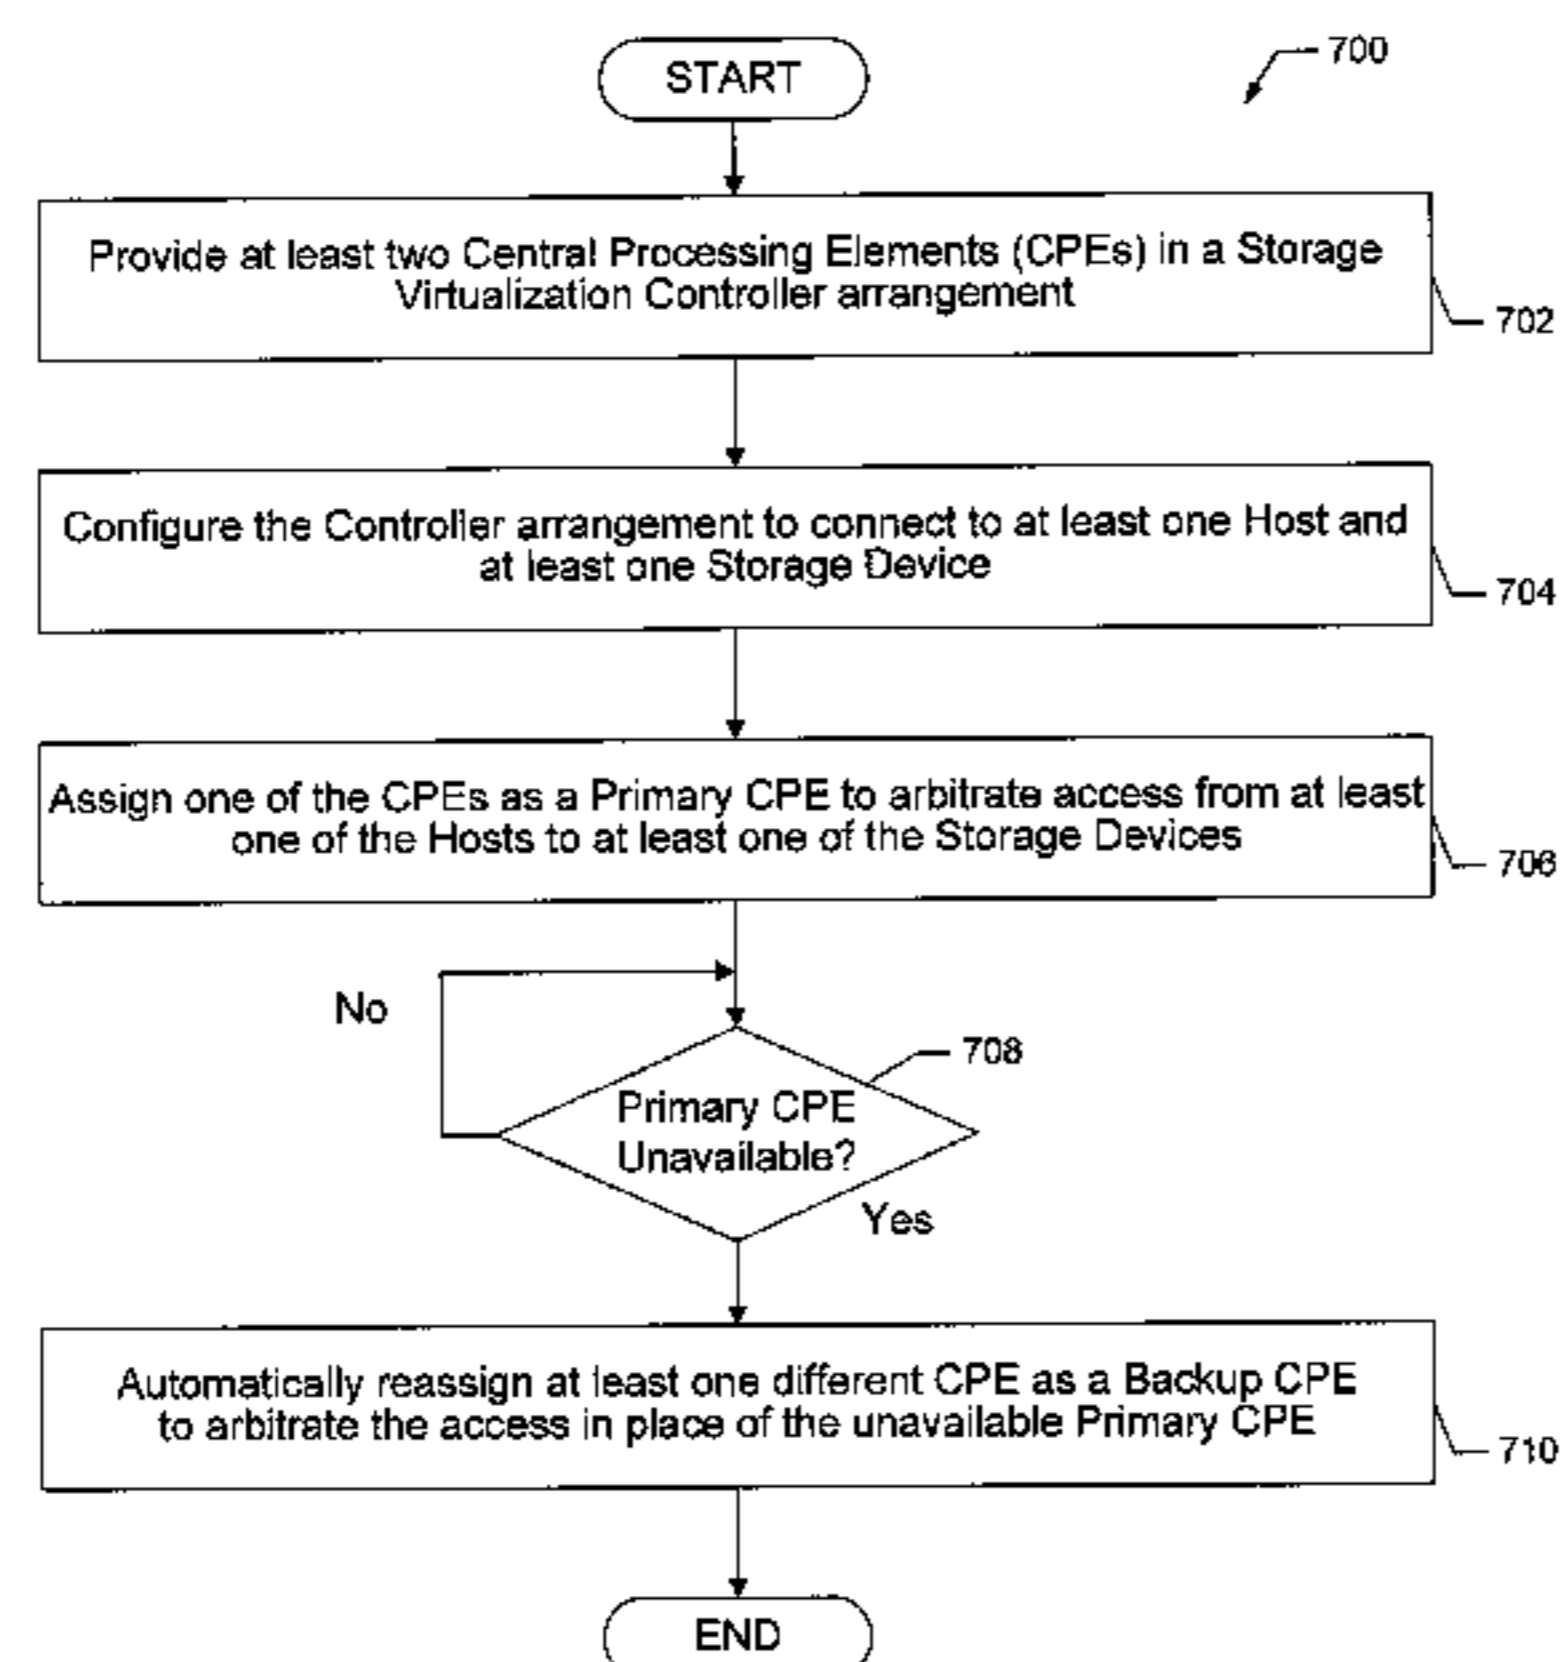 START
700
Provide at least two Central Processing Elements (CPEs) in a Storage
Virtualization Controller arrangement
702
Configure the Controller arrangement to connect to at least one Host and
at least one Storage Device
704
Assign one of the CPEs as a Primary CPE to arbitrate access from at least
one of the Hosts to at least one of the Storage Devices
706
No
708
Primary CPE
Unavailable?
Yes
Automatically reassign at least one different CPE as a Backup CPE
to arbitrate the access in place of the unavailable Primary CPE
710
END